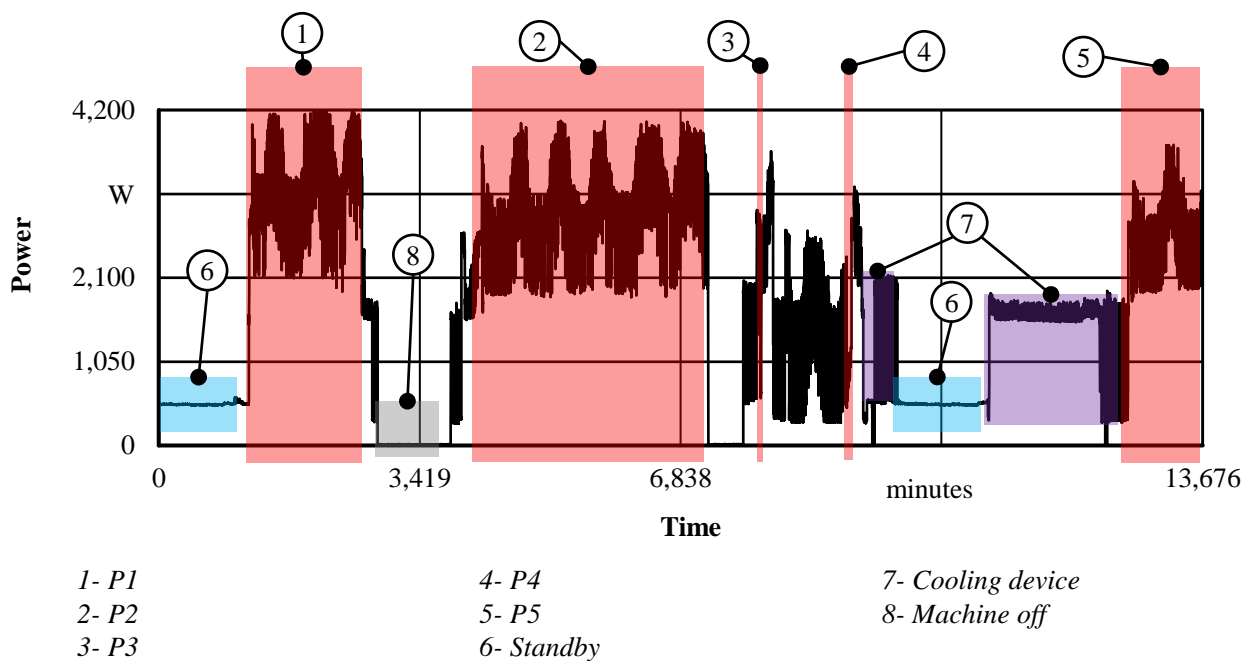 1 2 3 4 5
4,200
W
7
8
6
6
2,100
1,050
0
Power
0 3,419 6,838 minutes 13,676
Time
1- P1 4- P4 7- Cooling device
2- P2 5- P5 8- Machine off
3- P3 6- Standby